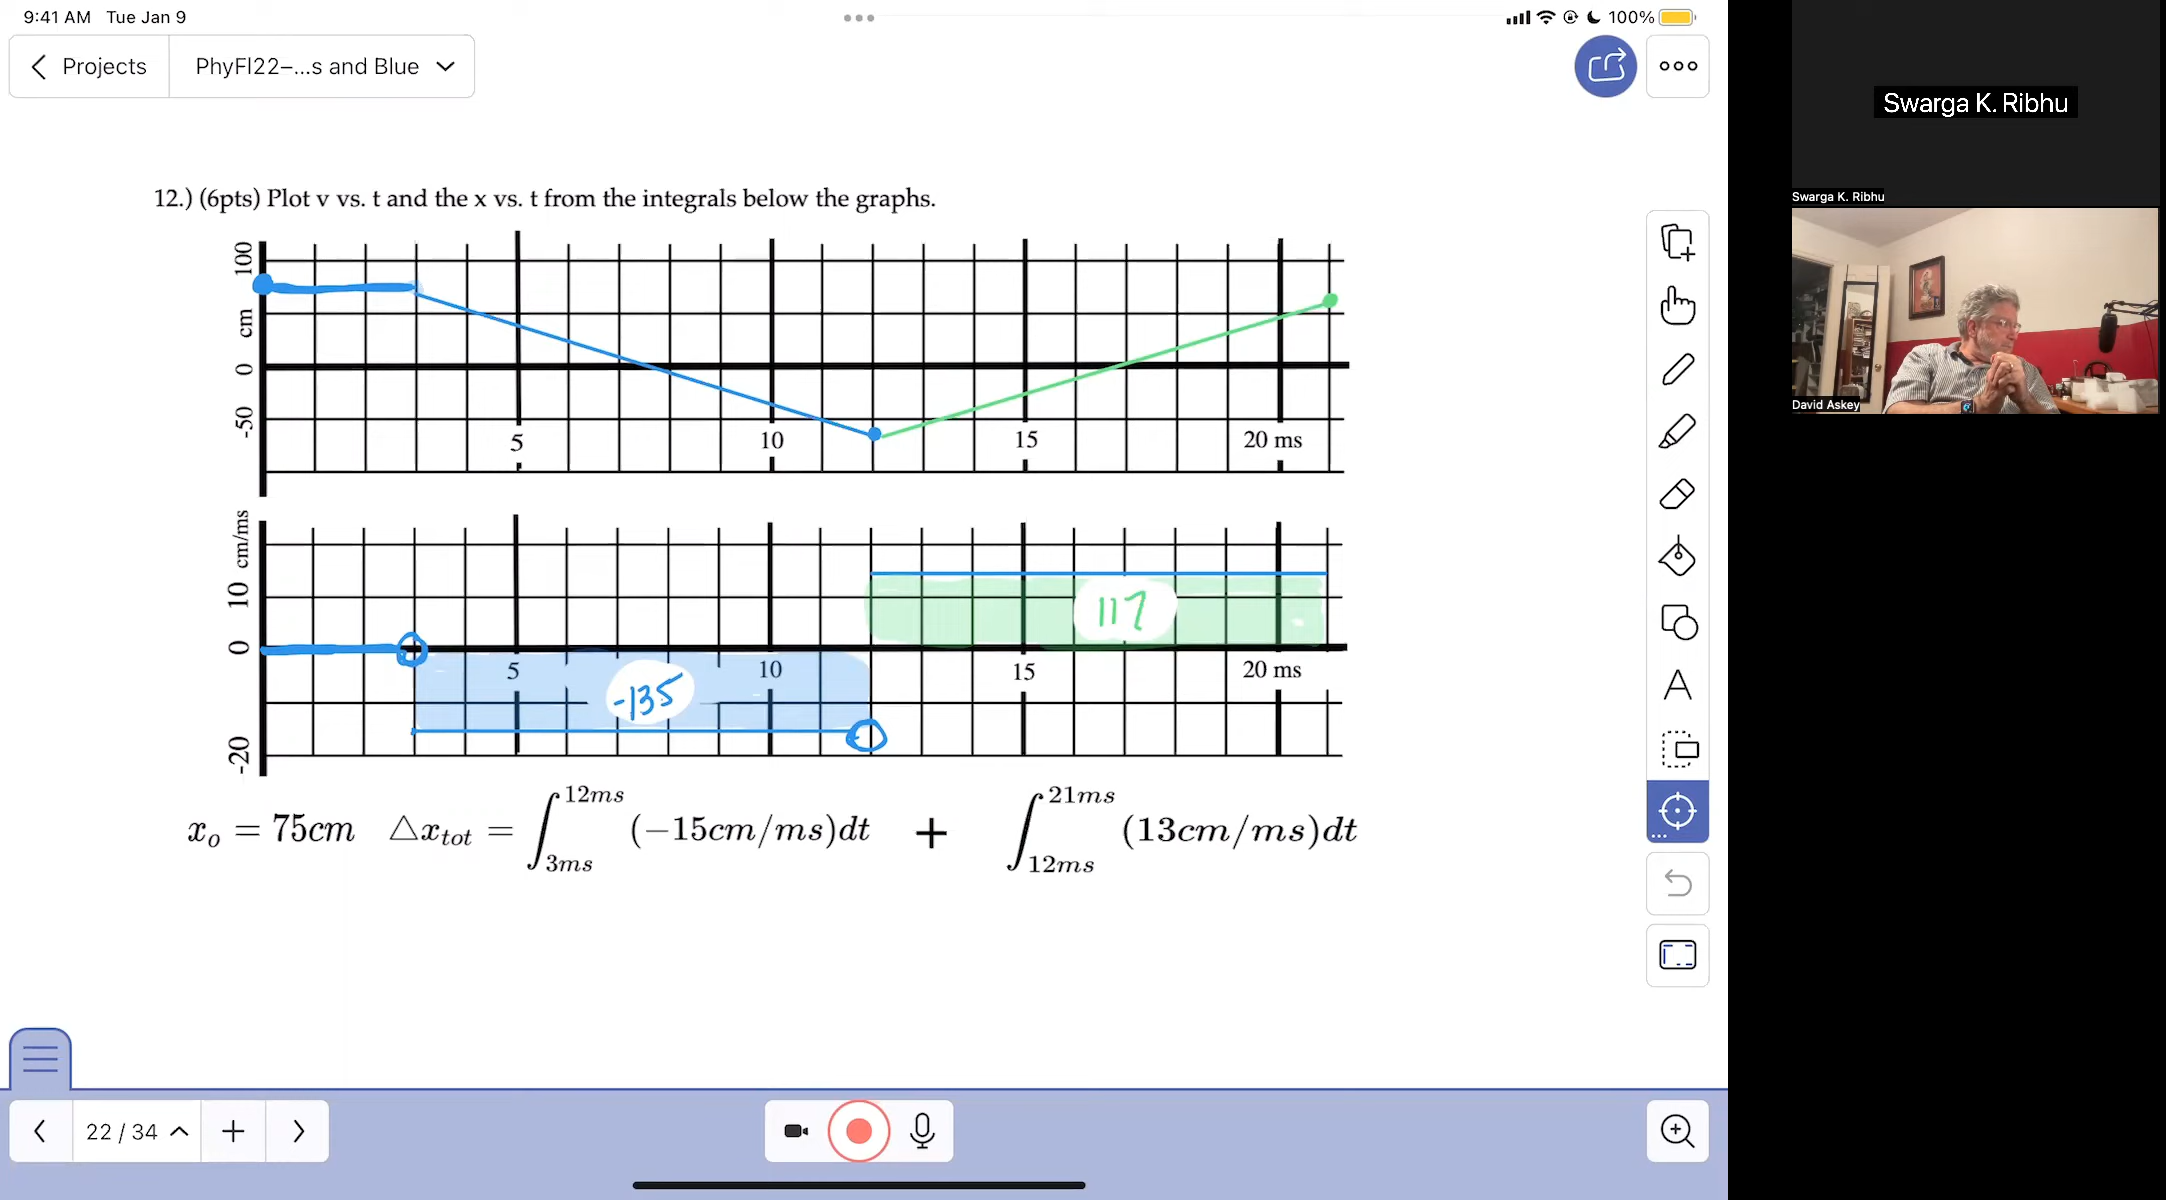 9:41 AM Tue Jan 9
100%
Projects
PhyFl22–...s and Blue
Swarga K. Ribhu
Swarga K. Ribhu
David Askey
12.) (6pts) Plot v vs. t and the x vs. t from the integrals below the graphs.
100
cm
0
-50
5
10
15
20 ms
cm/ms
10
0
-20
5
10
15
20 ms
117
-135
x₀ = 75cm △x_tot = ∫_{3ms}^{12ms} (−15cm/ms)dt + ∫_{12ms}^{21ms} (13cm/ms)dt
A
22 / 34